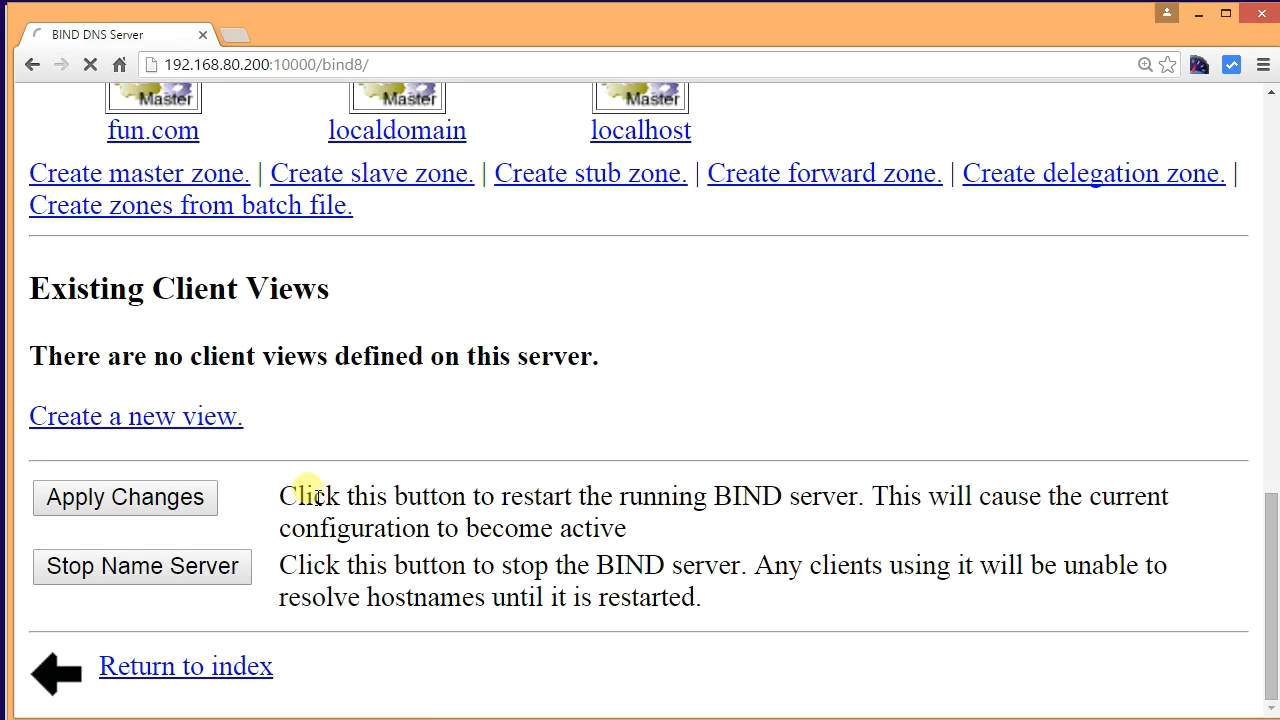 BIND DNS Server
192.168.80.200:10000/bind8/
Master Master Master
fun.com localdomain localhost
Create master zone. | Create slave zone. | Create stub zone. | Create forward zone. | Create delegation zone. |
Create zones from batch file.
Existing Client Views
There are no client views defined on this server.
Create a new view.
Apply Changes Click this button to restart the running BIND server. This will cause the current
configuration to become active
Stop Name Server Click this button to stop the BIND server. Any clients using it will be unable to
resolve hostnames until it is restarted.
Return to index